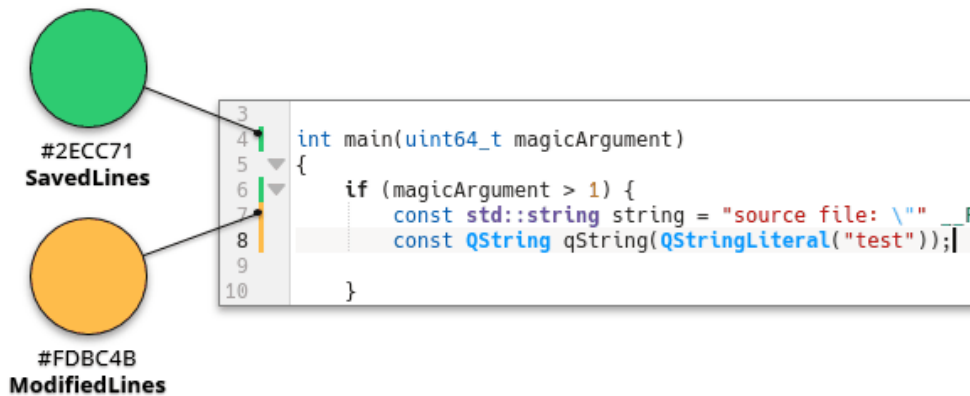 #2ECC71
SavedLines
#FDBC4B
ModifiedLines
3
4 int main(uint64_t magicArgument)
5 {
6 if (magicArgument > 1) {
7 const std::string string = "source file: \"" __F
8 const QString qString(QStringLiteral("test"));
9
10 }